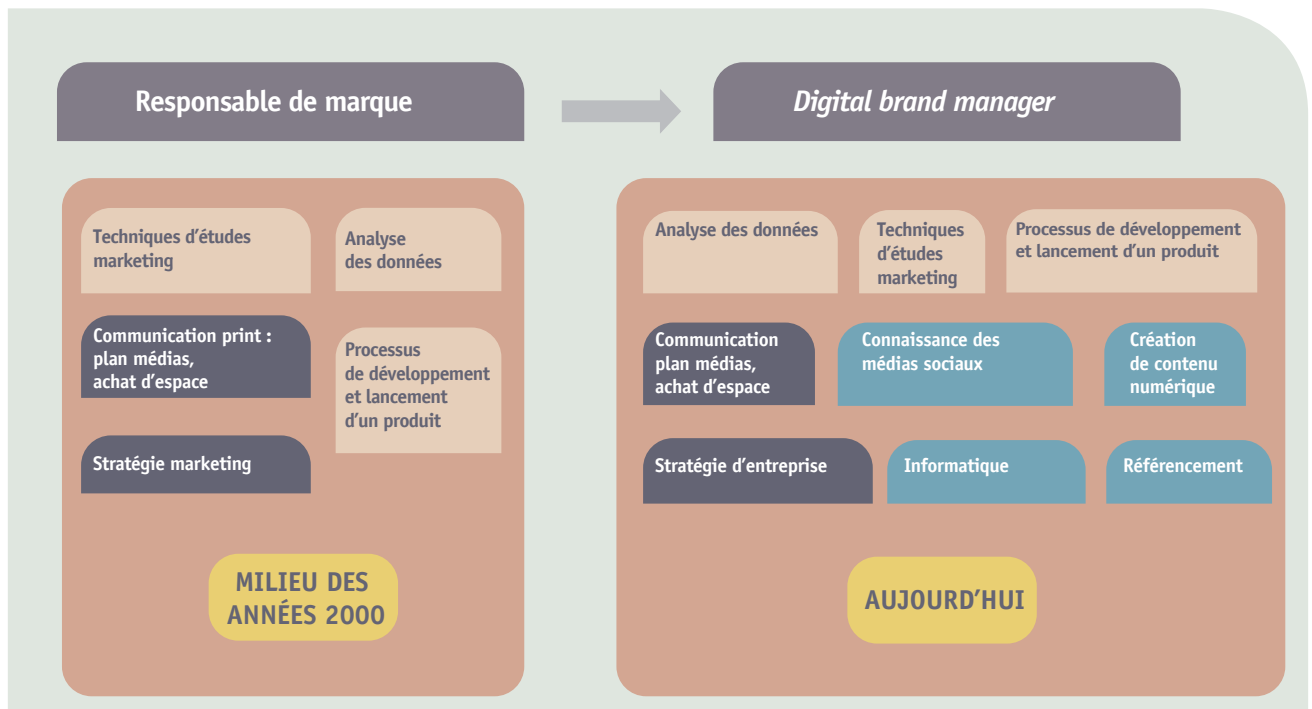 Responsable de marque
Digital brand manager
Techniques d'études
marketing
Analyse
des données
Communication print :
plan médias,
achat d'espace
Processus
de développement
et lancement
d'un produit
Stratégie marketing
MILIEU DES
ANNÉES 2000
Analyse des données
Techniques
d'études
marketing
Processus de développement
et lancement d'un produit
Communication
plan médias,
achat d'espace
Connaissance des
médias sociaux
Création
de contenu
numérique
Stratégie d'entreprise
Informatique
Référencement
AUJOURD'HUI